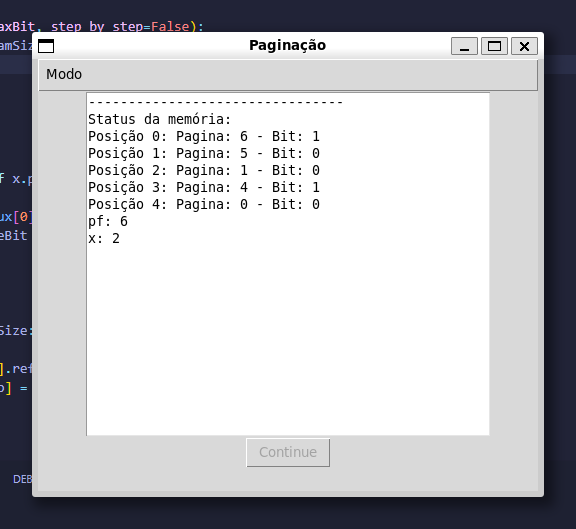 axBit, step_by_step=False):
amSiz
Paginação
Modo
--------------------------------
Status da memória:
Posição 0: Pagina: 6 - Bit: 1
Posição 1: Pagina: 5 - Bit: 0
Posição 2: Pagina: 1 - Bit: 0
Posição 3: Pagina: 4 - Bit: 1
Posição 4: Pagina: 0 - Bit: 0
pf: 6
x: 2
f x.p
ux[0]
eBit
Size:
].ref
o] =
Continue
DEB